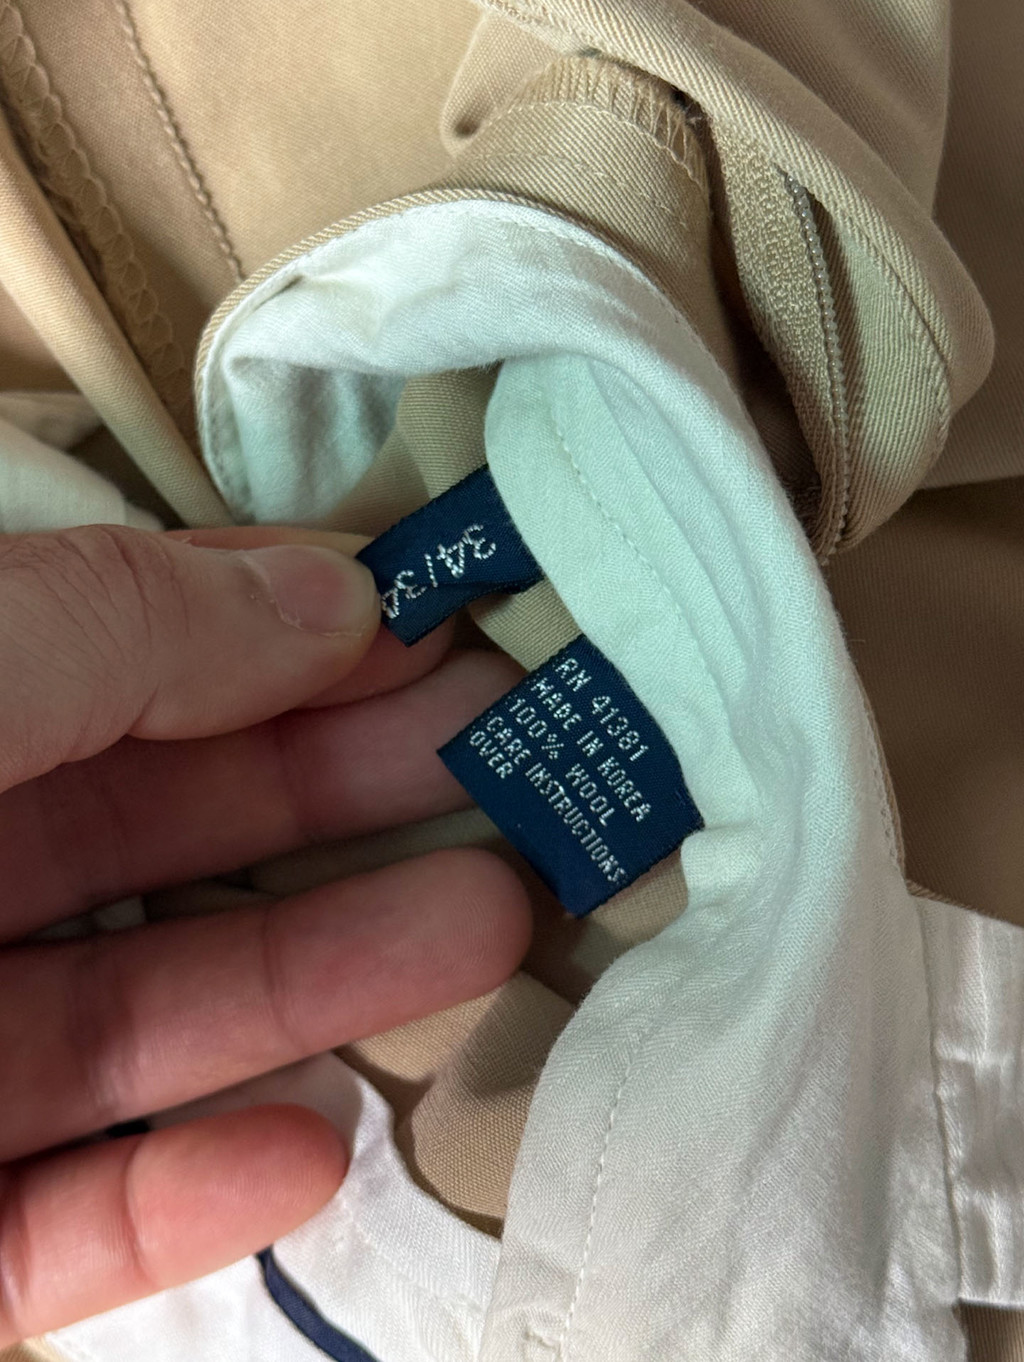 34/34
RN 41381
MADE IN KOREA
100% WOOL
CARE INSTRUCTIONS
OVER